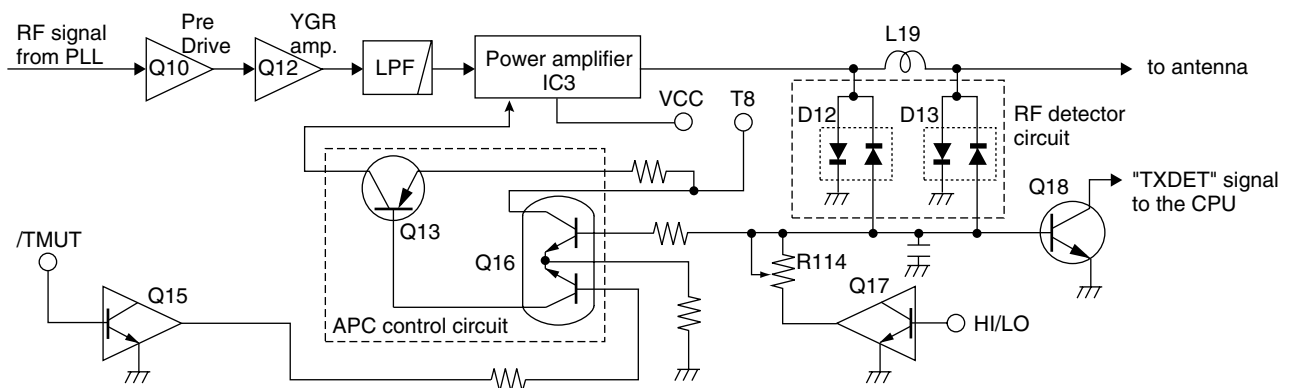 RF signal
from PLL
Pre
Drive
Q10
YGR
amp.
Q12
LPF
Power amplifier
IC3
VCC
T8
L19
to antenna
D12
D13
RF detector
circuit
Q18
"TXDET" signal
to the CPU
Q13
Q16
R114
Q17
HI/LO
/TMUT
Q15
APC control circuit